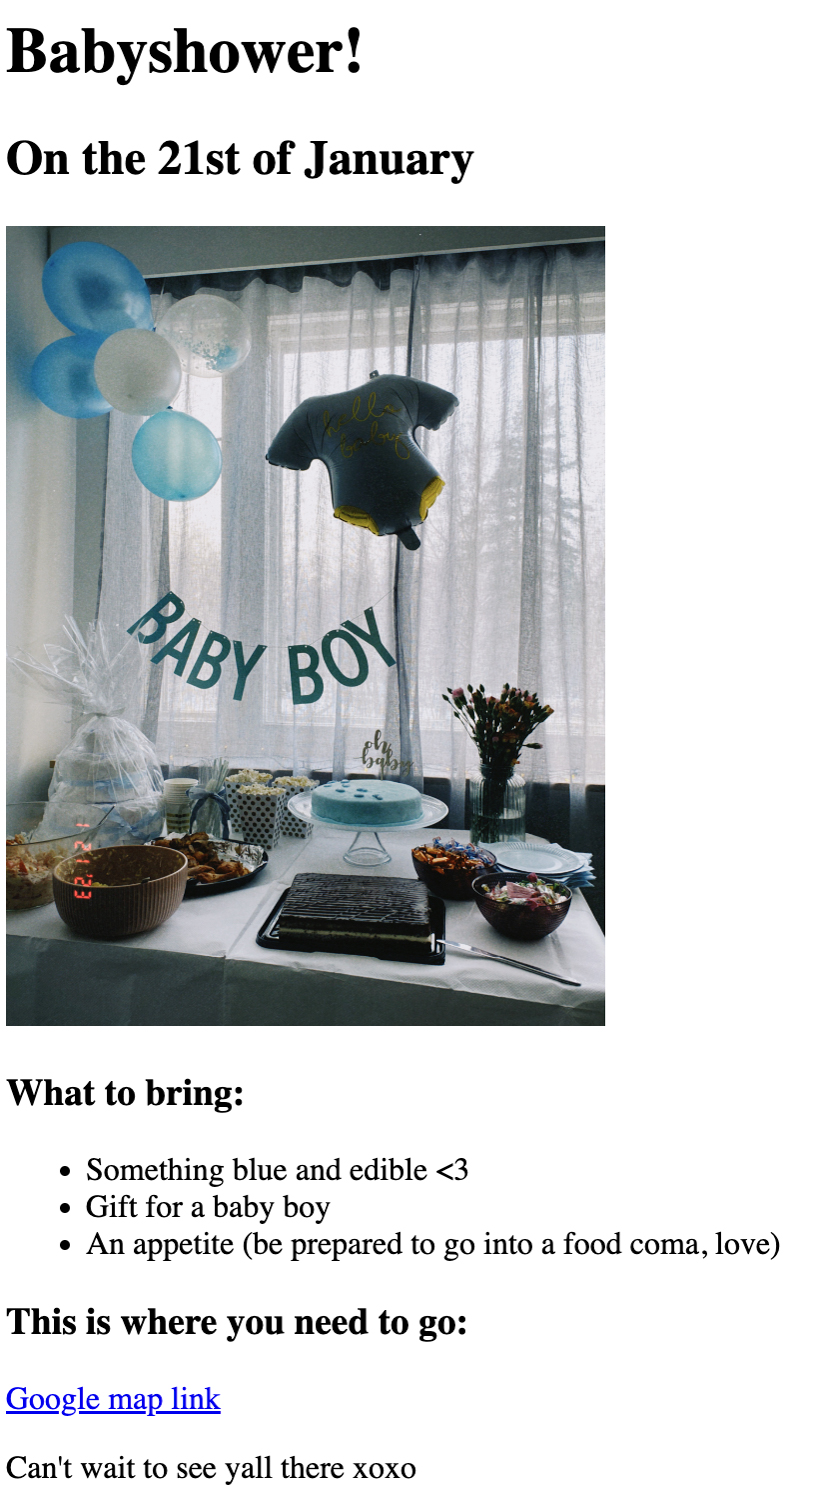 Babyshower!
On the 21st of January
hello
baby
BABY BOY
oh
baby
1 21 '23
What to bring:
Something blue and edible <3
Gift for a baby boy
An appetite (be prepared to go into a food coma, love)
This is where you need to go:
Google map link
Can't wait to see yall there xoxo